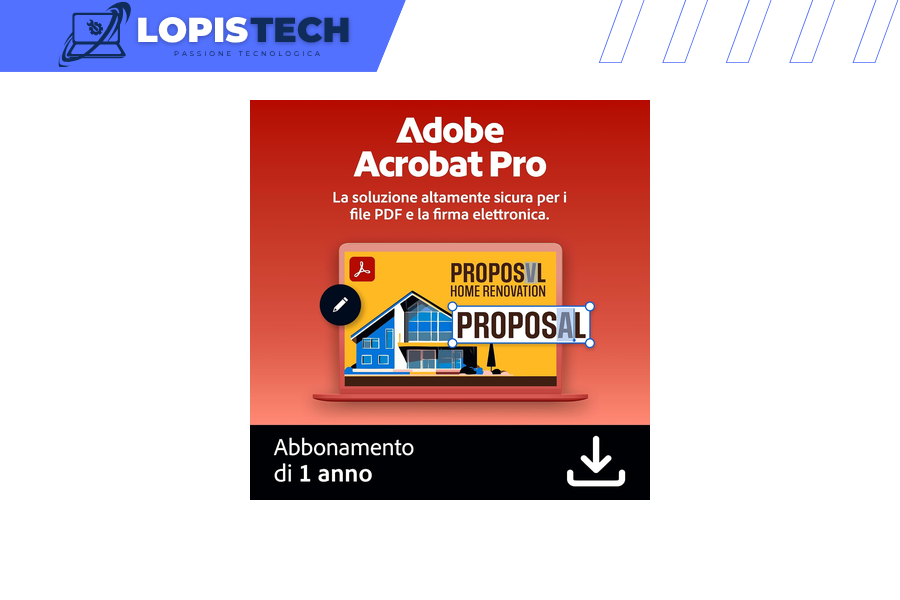 LOPISTECH
PASSIONE TECNOLOGICA
Adobe
Acrobat Pro
La soluzione altamente sicura per i
file PDF e la firma elettronica.
PROPOSVL
HOME RENOVATION
PROPOSAL
Abbonamento
di 1 anno